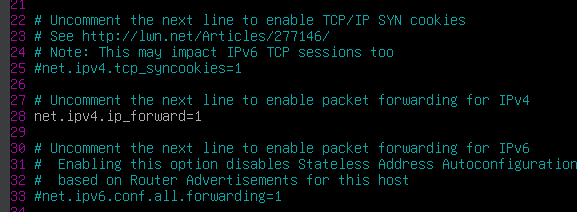 21
22 # Uncomment the next line to enable TCP/IP SYN cookies
23 # See http://lwn.net/Articles/277146/
24 # Note: This may impact IPv6 TCP sessions too
25 #net.ipv4.tcp_syncookies=1
26
27 # Uncomment the next line to enable packet forwarding for IPv4
28 net.ipv4.ip_forward=1
29
30 # Uncomment the next line to enable packet forwarding for IPv6
31 #  Enabling this option disables Stateless Address Autoconfiguration
32 #  based on Router Advertisements for this host
33 #net.ipv6.conf.all.forwarding=1